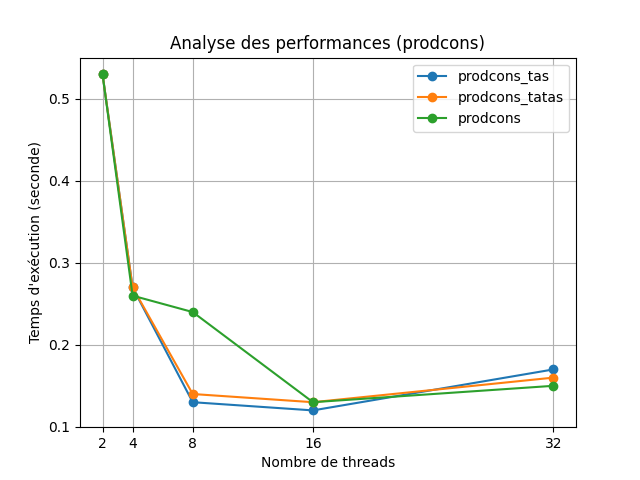 Analyse des performances (prodcons)
prodcons_tas
prodcons_tatas
prodcons
Temps d'exécution (seconde)
0.5
0.4
0.3
0.2
0.1
2 4 8 16 32
Nombre de threads